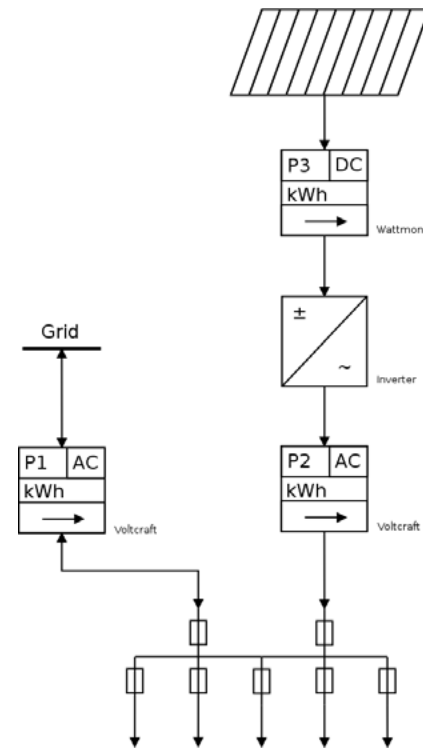 P3 DC
kWh
Wattmon
±
~
Inverter
Grid
P1 AC
kWh
Voltcraft
P2 AC
kWh
Voltcraft